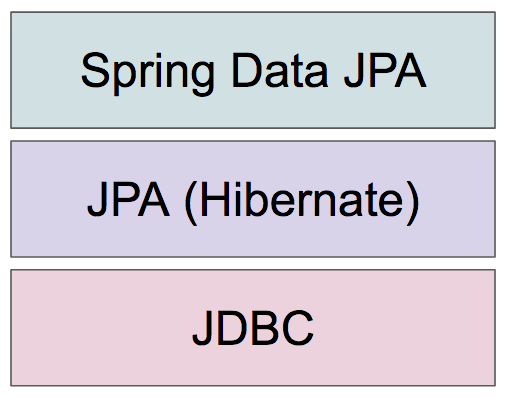 Spring Data JPA
JPA (Hibernate)
JDBC